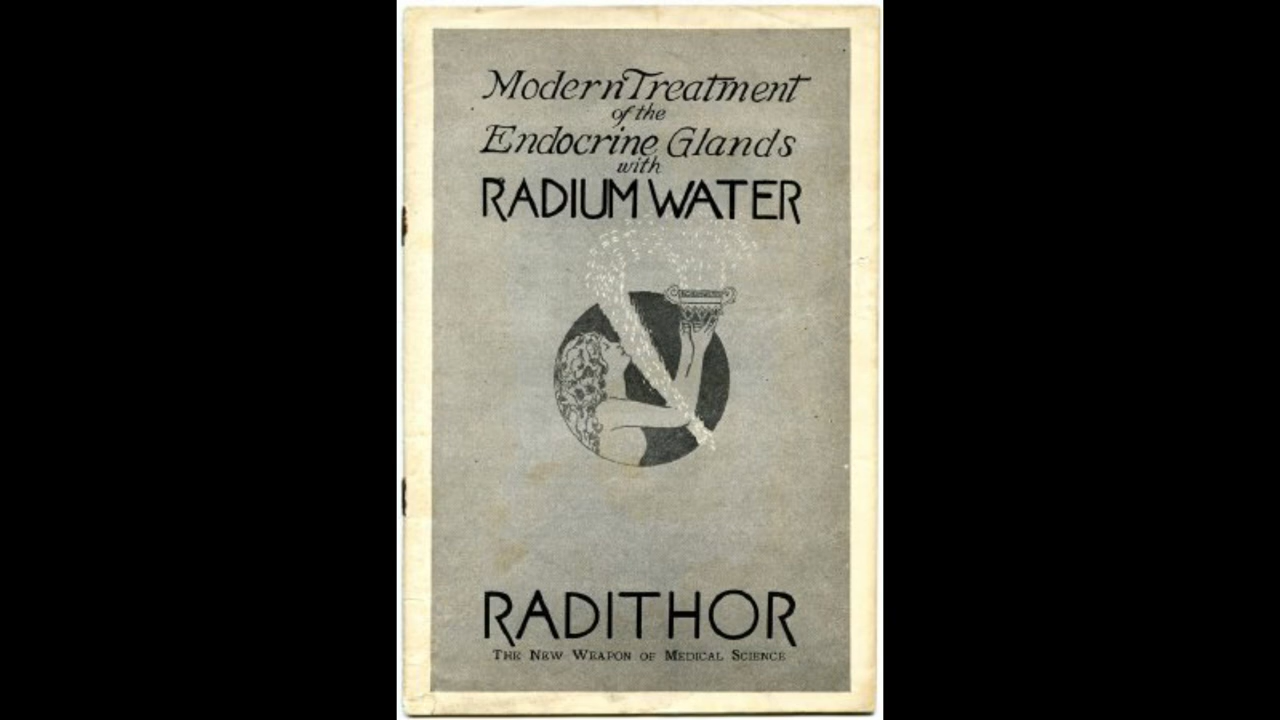 Modern Treatment
of the
Endocrine Glands
with
RADIUM WATER
RADITHOR
THE NEW WEAPON OF MEDICAL SCIENCE